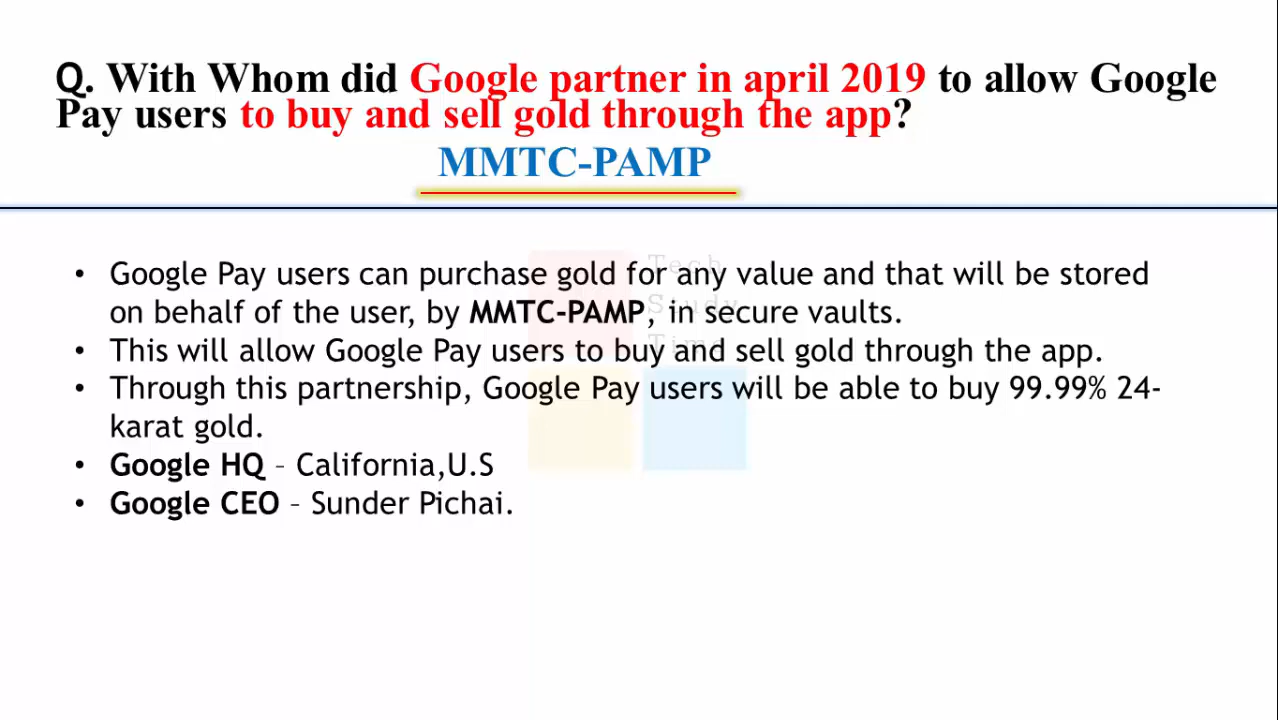 Q. With Whom did Google partner in april 2019 to allow Google
Pay users to buy and sell gold through the app?
MMTC-PAMP
Tech
Study
Time
• Google Pay users can purchase gold for any value and that will be stored
on behalf of the user, by MMTC-PAMP, in secure vaults.
• This will allow Google Pay users to buy and sell gold through the app.
• Through this partnership, Google Pay users will be able to buy 99.99% 24-
karat gold.
• Google HQ – California,U.S
• Google CEO – Sunder Pichai.